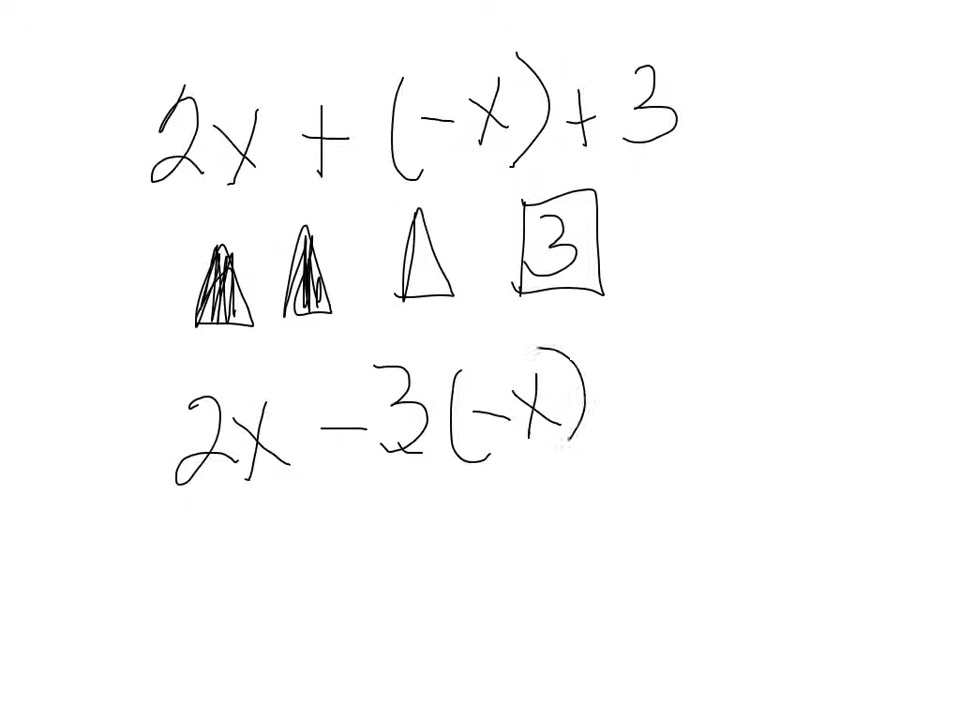 2x + (-x) + 3
3
2x - 3(-x)